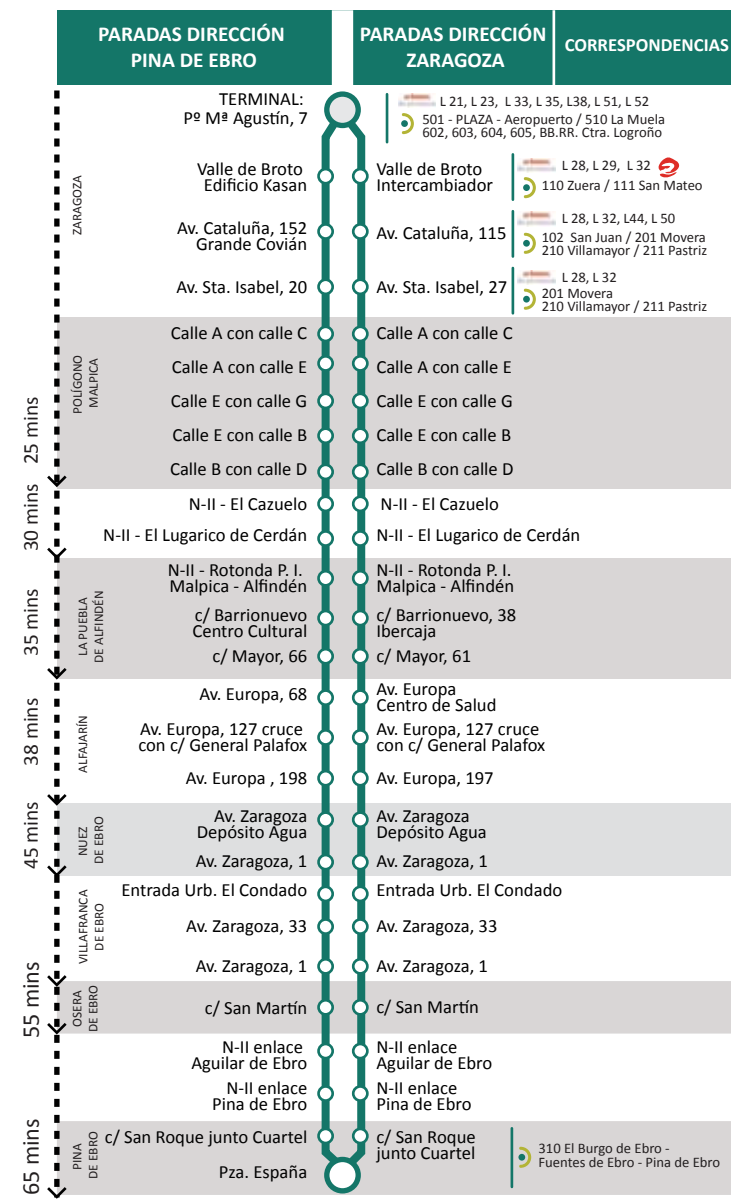 PARADAS DIRECCIÓN
PINA DE EBRO
PARADAS DIRECCIÓN
ZARAGOZA
CORRESPONDENCIAS
ZARAGOZA
TERMINAL:
Pº Mª Agustín, 7
L 21, L 23, L 33, L 35, L38, L 51, L 52
501 - PLAZA - Aeropuerto / 510 La Muela
602, 603, 604, 605, BB.RR. Ctra. Logroño
Valle de Broto
Edificio Kasan
Valle de Broto
Intercambiador
L 28, L 29, L 32
110 Zuera / 111 San Mateo
Av. Cataluña, 152
Grande Covián
Av. Cataluña, 115
L 28, L 32, L44, L 50
102 San Juan / 201 Movera
210 Villamayor / 211 Pastriz
Av. Sta. Isabel, 20
Av. Sta. Isabel, 27
L 28, L 32
201 Movera
210 Villamayor / 211 Pastriz
25 mins
POLÍGONO
MALPICA
Calle A con calle C
Calle A con calle C
Calle A con calle E
Calle A con calle E
Calle E con calle G
Calle E con calle G
Calle E con calle B
Calle E con calle B
Calle B con calle D
Calle B con calle D
30 mins
N-II - El Cazuelo
N-II - El Cazuelo
N-II - El Lugarico de Cerdán
N-II - El Lugarico de Cerdán
35 mins
LA PUEBLA
DE ALFINDÉN
N-II - Rotonda P. I.
Malpica - Alfindén
N-II - Rotonda P. I.
Malpica - Alfindén
c/ Barrionuevo
Centro Cultural
c/ Barrionuevo, 38
Ibercaja
c/ Mayor, 66
c/ Mayor, 61
38 mins
ALFAJARÍN
Av. Europa, 68
Av. Europa
Centro de Salud
Av. Europa, 127 cruce
con c/ General Palafox
Av. Europa, 127 cruce
con c/ General Palafox
Av. Europa , 198
Av. Europa, 197
45 mins
NUEZ
DE EBRO
Av. Zaragoza
Depósito Agua
Av. Zaragoza
Depósito Agua
Av. Zaragoza, 1
Av. Zaragoza, 1
VILLAFRANCA
DE EBRO
Entrada Urb. El Condado
Entrada Urb. El Condado
Av. Zaragoza, 33
Av. Zaragoza, 33
Av. Zaragoza, 1
Av. Zaragoza, 1
55 mins
OSERA
DE EBRO
c/ San Martín
c/ San Martín
N-II enlace
Aguilar de Ebro
N-II enlace
Aguilar de Ebro
N-II enlace
Pina de Ebro
N-II enlace
Pina de Ebro
65 mins
PINA
DE EBRO
c/ San Roque junto Cuartel
c/ San Roque
junto Cuartel
Pza. España
310 El Burgo de Ebro -
Fuentes de Ebro - Pina de Ebro